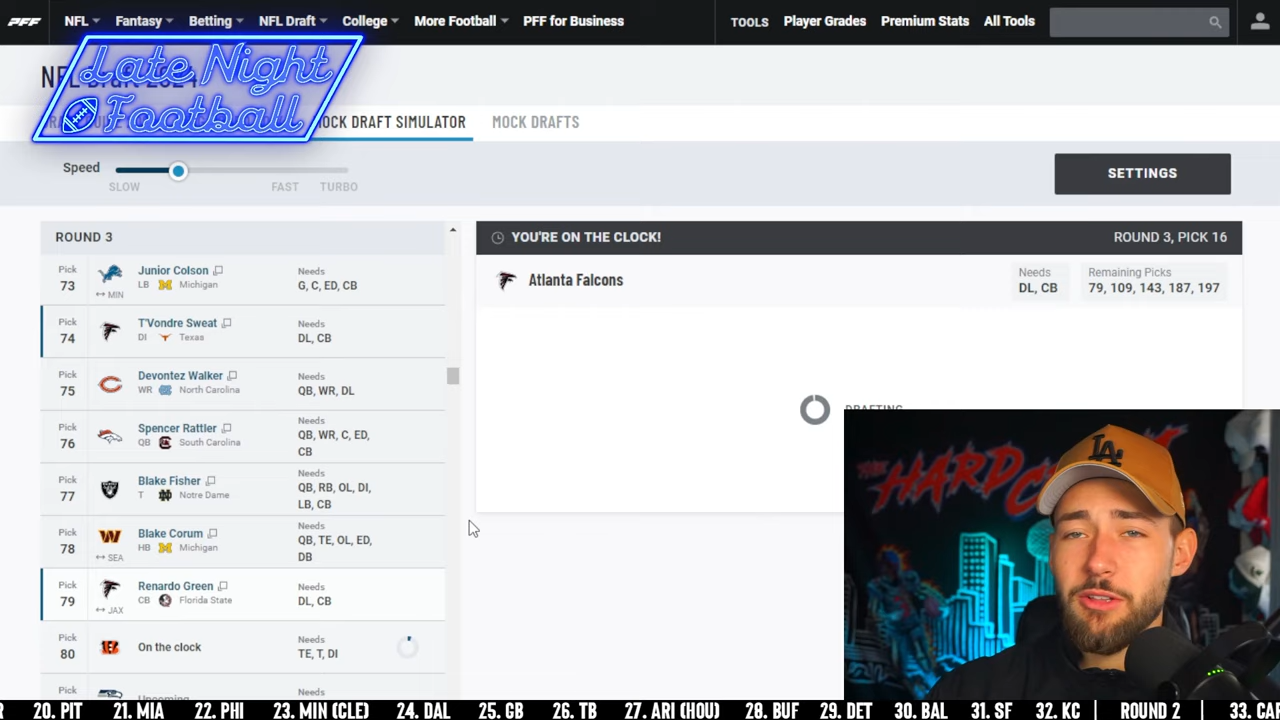 PFF NFL Fantasy Betting NFL Draft College More Football PFF for Business TOOLS Player Grades Premium Stats All Tools
Late Night
Football
MOCK DRAFT SIMULATOR MOCK DRAFTS
Speed
SLOW FAST TURBO
SETTINGS
ROUND 3
Pick
73
MIN
Junior Colson
LB Michigan
Needs
G, C, ED, CB
Pick
74
T'Vondre Sweat
DI Texas
Needs
DL, CB
Pick
75
Devontez Walker
WR North Carolina
Needs
QB, WR, DL
Pick
76
Spencer Rattler
QB South Carolina
Needs
QB, WR, C, ED,
CB
Pick
77
Blake Fisher
T Notre Dame
Needs
QB, RB, OL, DI,
LB, CB
Pick
78
SEA
Blake Corum
HB Michigan
Needs
QB, TE, OL, ED,
DB
Pick
79
JAX
Renardo Green
CB Florida State
Needs
DL, CB
Pick
80
On the clock
Needs
TE, T, DI
Pick
Upcoming
Needs
YOU'RE ON THE CLOCK! ROUND 3, PICK 16
Atlanta Falcons
Needs
DL, CB
Remaining Picks
79, 109, 143, 187, 197
DRAFTING
THE HARDC
LA
20. PIT 21. MIA 22. PHI 23. MIN (CLE) 24. DAL 25. GB 26. TB 27. ARI (HOU) 28. BUF 29. DET 30. BAL 31. SF 32. KC | ROUND 2 | 33. CAR